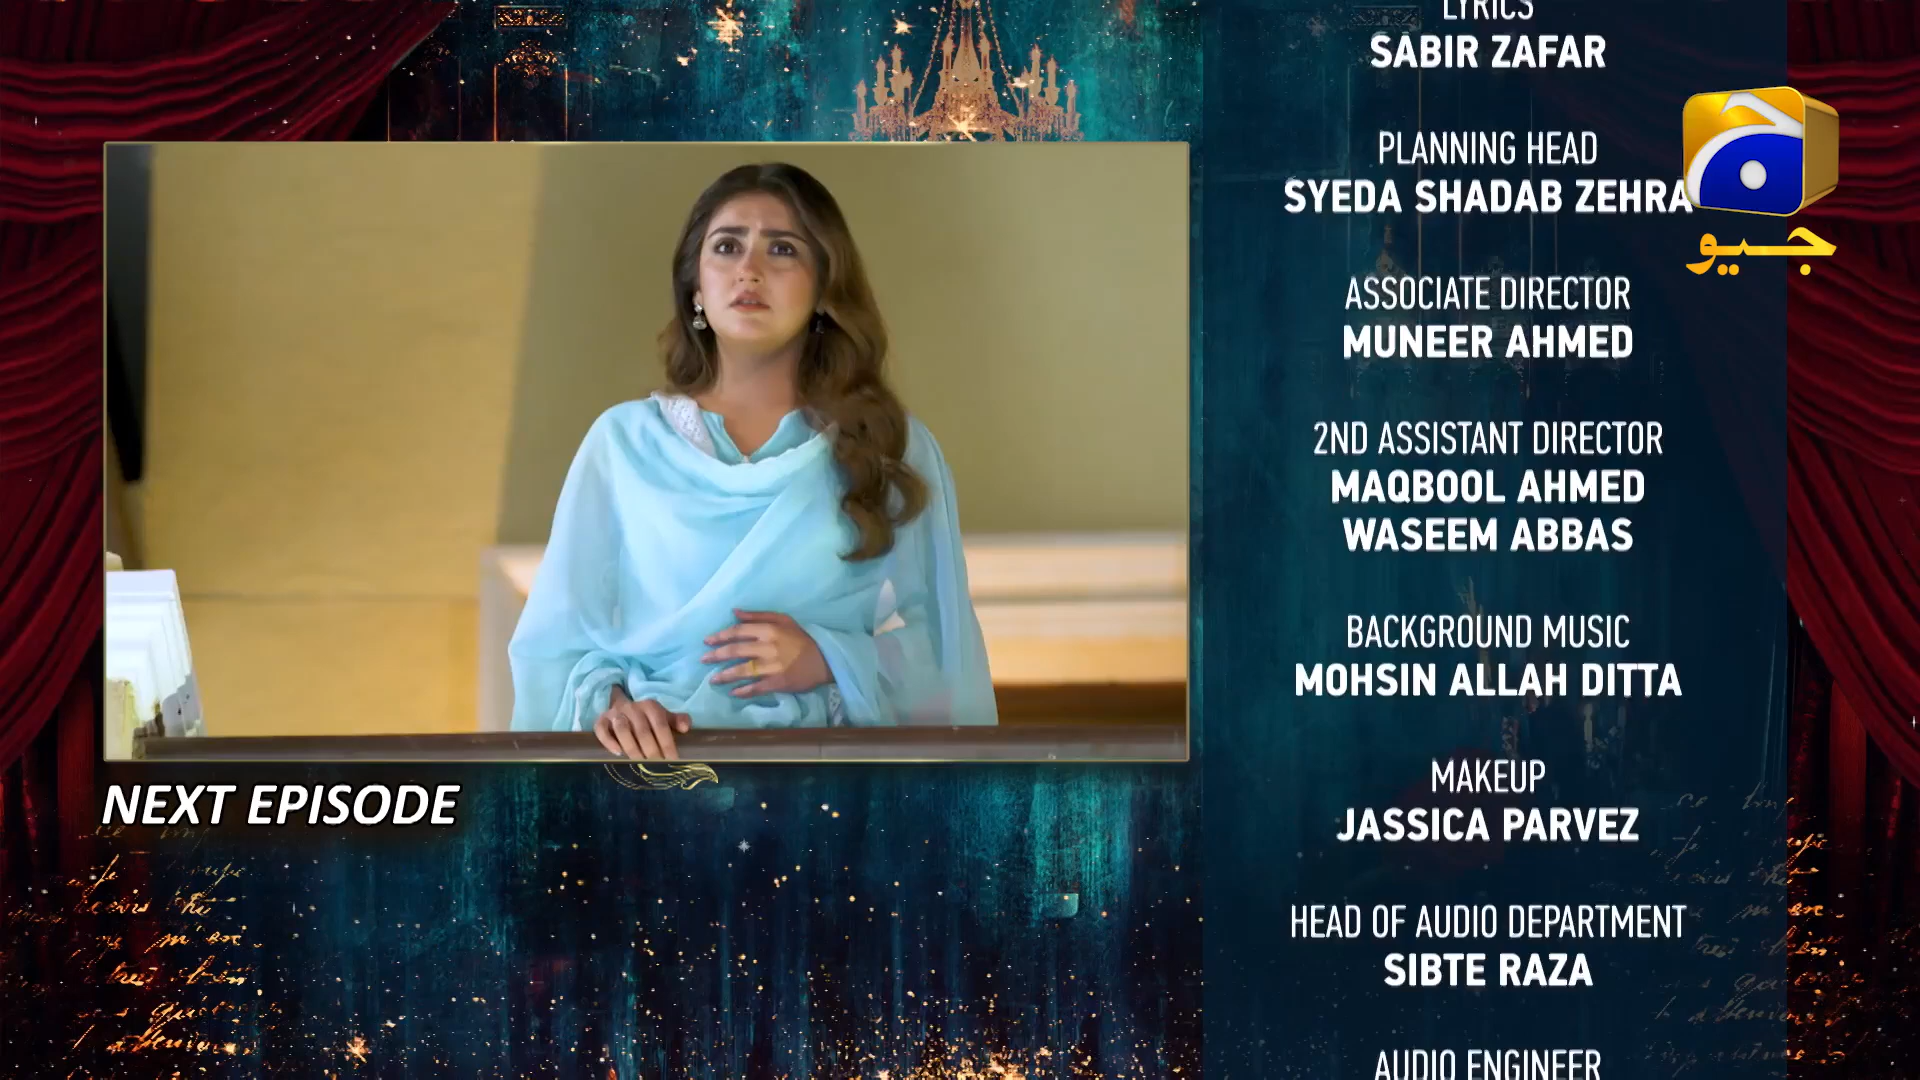 LYRICS
SABIR ZAFAR
PLANNING HEAD
SYEDA SHADAB ZEHRA
ASSOCIATE DIRECTOR
MUNEER AHMED
2ND ASSISTANT DIRECTOR
MAQBOOL AHMED
WASEEM ABBAS
BACKGROUND MUSIC
MOHSIN ALLAH DITTA
MAKEUP
JASSICA PARVEZ
HEAD OF AUDIO DEPARTMENT
SIBTE RAZA
AUDIO ENGINEER
جیو
NEXT EPISODE